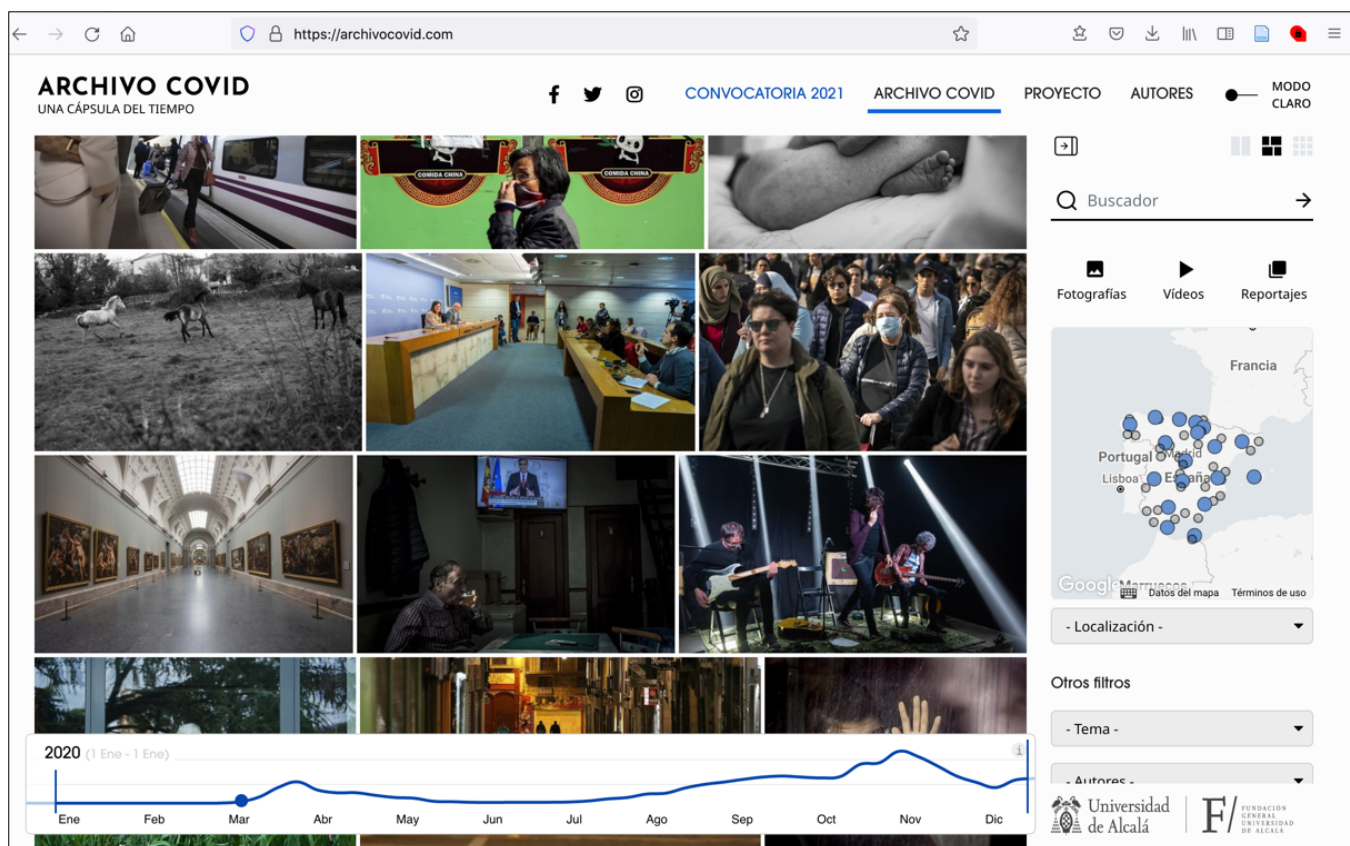 https://archivocovid.com
ARCHIVO COVID
UNA CÁPSULA DEL TIEMPO
CONVOCATORIA 2021
ARCHIVO COVID
PROYECTO
AUTORES
MODO
CLARO
COMIDA CHINA
COMIDA CHINA
Buscador
Fotografías
Vídeos
Reportajes
Francia
Portugal
Madrid
Lisboa
España
Marruecos
Google
Datos del mapa
Términos de uso
- Localización -
Otros filtros
- Tema -
- Autores -
2020 (1 Ene - 1 Ene)
i
Ene Feb Mar Abr May Jun Jul Ago Sep Oct Nov Dic
Universidad
de Alcalá
F/
FUNDACIÓN
GENERAL
UNIVERSIDAD
DE ALCALÁ